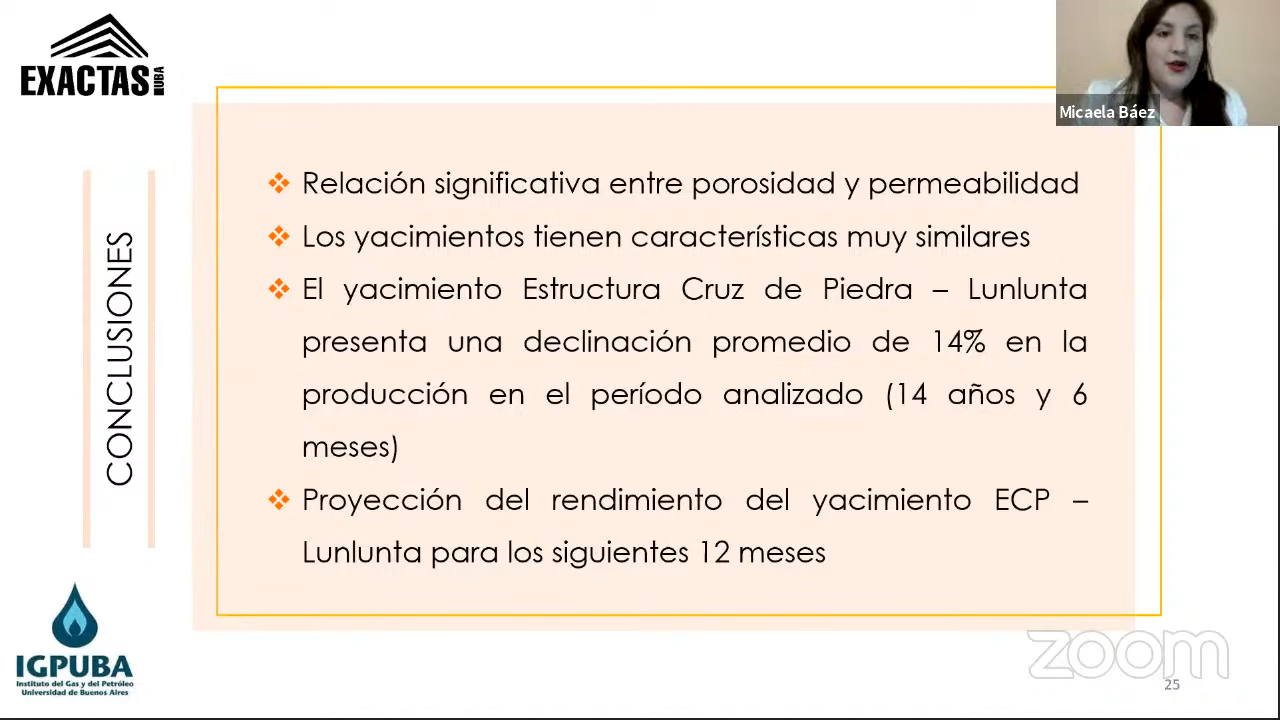 EXACTAS UBA
Micaela Báez
CONCLUSIONES
❖ Relación significativa entre porosidad y permeabilidad
❖ Los yacimientos tienen características muy similares
❖ El yacimiento Estructura Cruz de Piedra – Lunlunta
presenta una declinación promedio de 14% en la
producción en el período analizado (14 años y 6
meses)
❖ Proyección del rendimiento del yacimiento ECP –
Lunlunta para los siguientes 12 meses
IGPUBA
Instituto del Gas y del Petróleo
Universidad de Buenos Aires
zoom
25